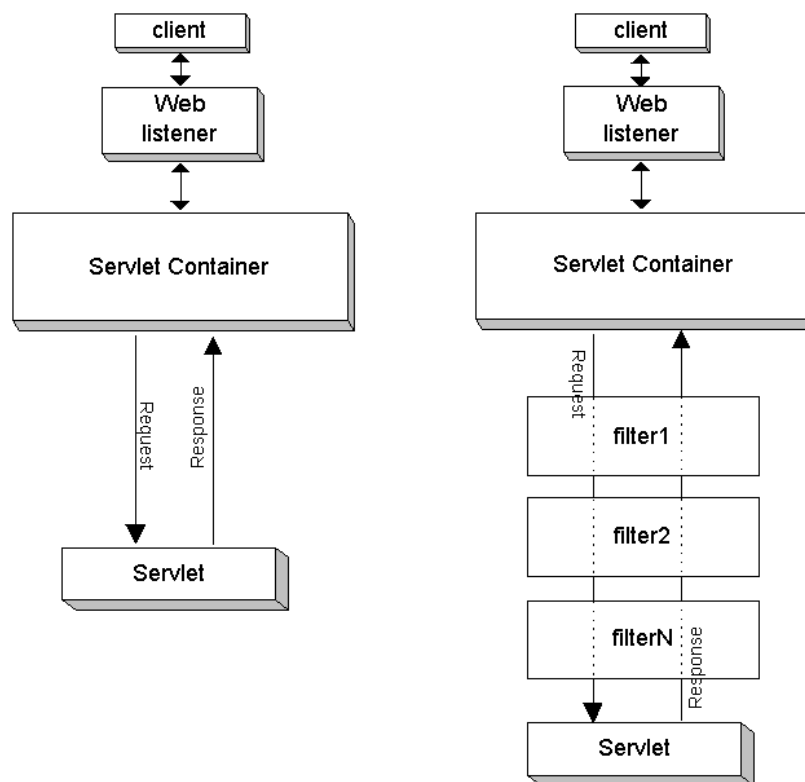 client
Web
listener
Servlet Container
Request
Response
Servlet
client
Web
listener
Servlet Container
Request
filter1
filter2
filterN
Response
Servlet